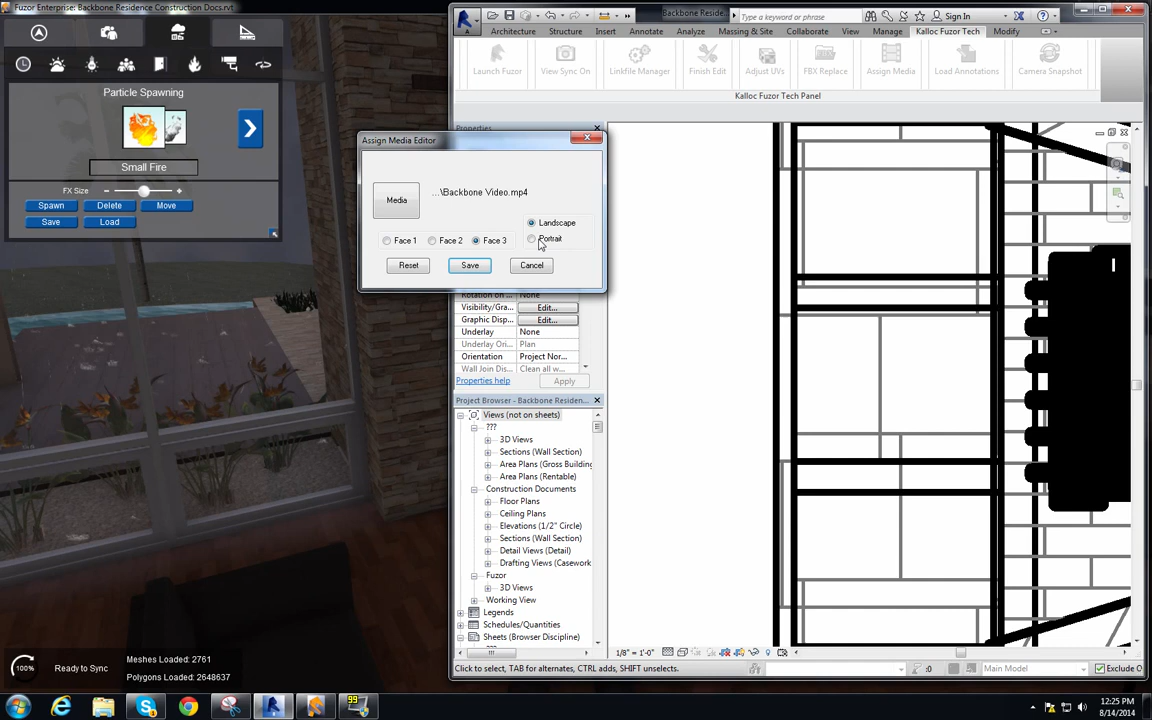 Fuzor Enterprise: Backbone Residence Construction Docs.rvt
Particle Spawning
Small Fire
FX Size
Spawn Delete Move
Save Load
100%
Ready to Sync
Meshes Loaded: 2761
Polygons Loaded: 2648637
Backbone Reside...
Type a keyword or phrase
Sign In
Architecture Structure Insert Annotate Analyze Massing & Site Collaborate View Manage Kalloc Fuzor Tech Modify
Launch Fuzor View Sync On Linkfile Manager Finish Edit Adjust UVs FBX Replace Assign Media Load Annotations Camera Snapshot
Kalloc Fuzor Tech Panel
Properties
Assign Media Editor
Media
...\Backbone Video.mp4
Landscape
Portrait
Face 1 Face 2 Face 3
Reset Save Cancel
Rotation on ... None
Visibility/Gra... Edit...
Graphic Disp... Edit...
Underlay None
Underlay Ori... Plan
Orientation Project Nor...
Wall Join Dis... Clean all w...
Properties help Apply
Project Browser - Backbone Residen...
Views (not on sheets)
???
3D Views
Sections (Wall Section)
Area Plans (Gross Building
Area Plans (Rentable)
Construction Documents
Floor Plans
Ceiling Plans
Elevations (1/2" Circle)
Sections (Wall Section)
Detail Views (Detail)
Drafting Views (Casework
Fuzor
3D Views
Working View
Legends
Schedules/Quantities
Sheets (Browser Discipline)
???
1/8" = 1'-0"
Click to select, TAB for alternates, CTRL adds, SHIFT unselects.
:0
Main Model
Exclude O
99
12:25 PM
8/14/2014